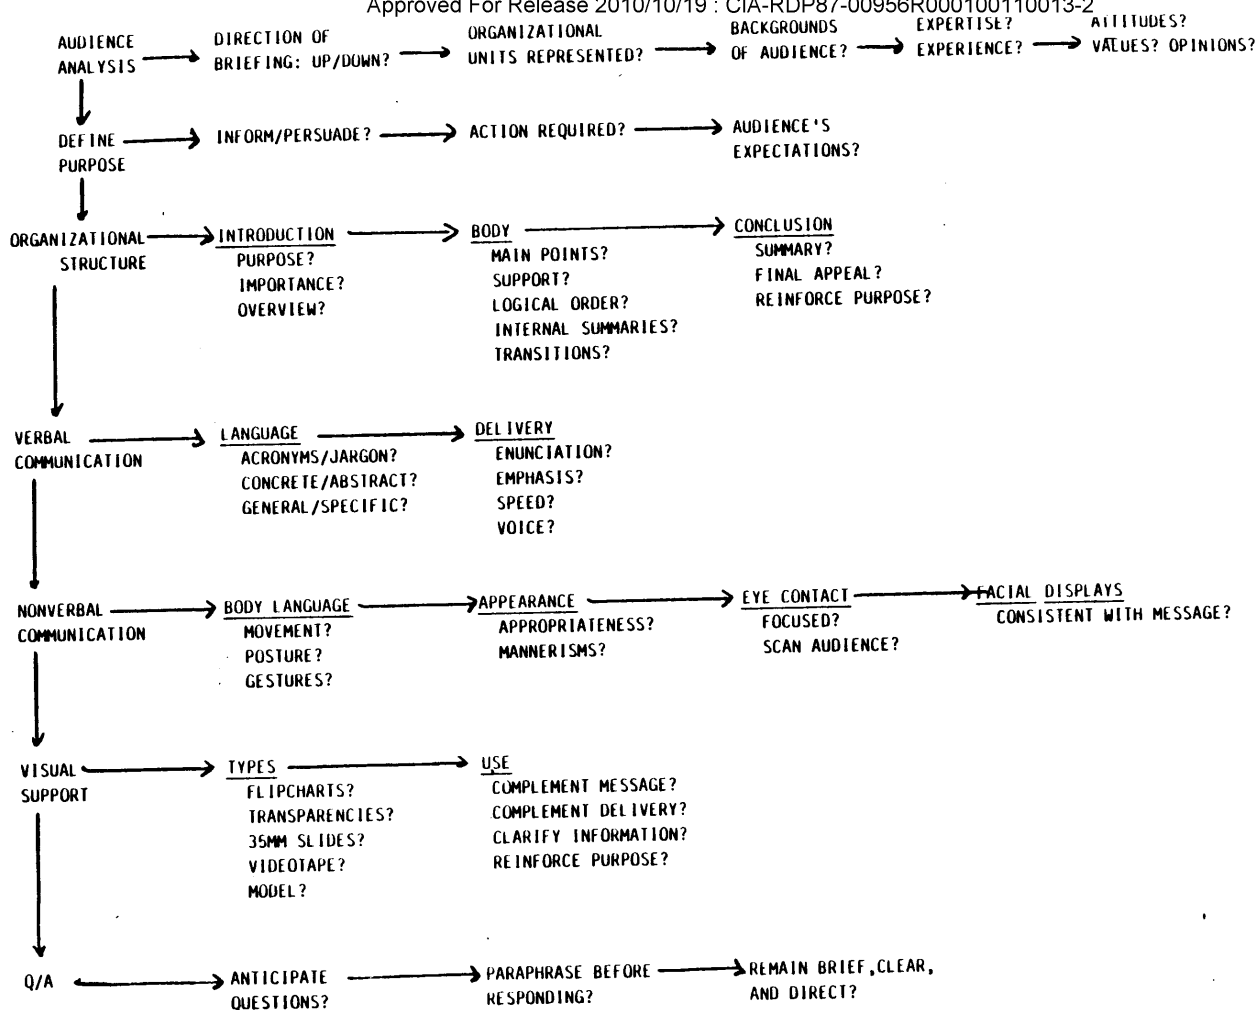 Approved For Release 2010/10/19 : CIA-RDP87-00956R000100110013-2
AUDIENCE
ANALYSIS
DIRECTION OF
BRIEFING: UP/DOWN?
ORGANIZATIONAL
UNITS REPRESENTED?
BACKGROUNDS
OF AUDIENCE?
EXPERTISE?
EXPERIENCE?
ATTITUDES?
VALUES? OPINIONS?
DEFINE
PURPOSE
INFORM/PERSUADE?
ACTION REQUIRED?
AUDIENCE'S
EXPECTATIONS?
ORGANIZATIONAL
STRUCTURE
INTRODUCTION
PURPOSE?
IMPORTANCE?
OVERVIEW?
BODY
MAIN POINTS?
SUPPORT?
LOGICAL ORDER?
INTERNAL SUMMARIES?
TRANSITIONS?
CONCLUSION
SUMMARY?
FINAL APPEAL?
REINFORCE PURPOSE?
VERBAL
COMMUNICATION
LANGUAGE
ACRONYMS/JARGON?
CONCRETE/ABSTRACT?
GENERAL/SPECIFIC?
DELIVERY
ENUNCIATION?
EMPHASIS?
SPEED?
VOICE?
NONVERBAL
COMMUNICATION
BODY LANGUAGE
MOVEMENT?
POSTURE?
GESTURES?
APPEARANCE
APPROPRIATENESS?
MANNERISMS?
EYE CONTACT
FOCUSED?
SCAN AUDIENCE?
FACIAL DISPLAYS
CONSISTENT WITH MESSAGE?
VISUAL
SUPPORT
TYPES
FLIPCHARTS?
TRANSPARENCIES?
35MM SLIDES?
VIDEOTAPE?
MODEL?
USE
COMPLEMENT MESSAGE?
COMPLEMENT DELIVERY?
CLARIFY INFORMATION?
REINFORCE PURPOSE?
Q/A
ANTICIPATE
QUESTIONS?
PARAPHRASE BEFORE
RESPONDING?
REMAIN BRIEF,CLEAR,
AND DIRECT?